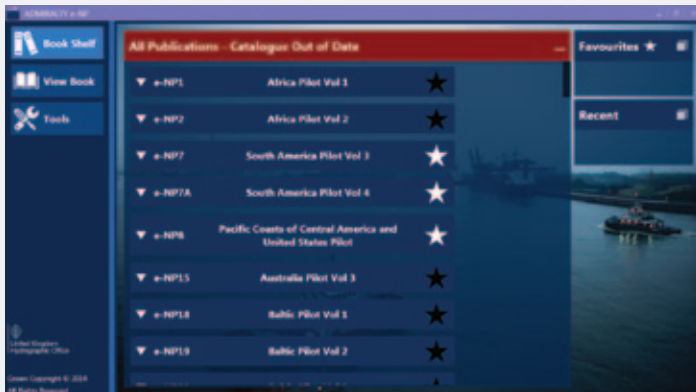 ADMIRALTY e-NP
Book Shelf
View Book
Tools
All Publications - Catalogue Out of Date
e-NP1 Africa Pilot Vol 1
e-NP2 Africa Pilot Vol 2
e-NP7 South America Pilot Vol 3
e-NP7A South America Pilot Vol 4
e-NP8 Pacific Coasts of Central America and
United States Pilot
e-NP15 Australia Pilot Vol 3
e-NP18 Baltic Pilot Vol 1
e-NP19 Baltic Pilot Vol 2
Favourites
Recent
United Kingdom
Hydrographic Office
Crown Copyright © 2014
All Rights Reserved